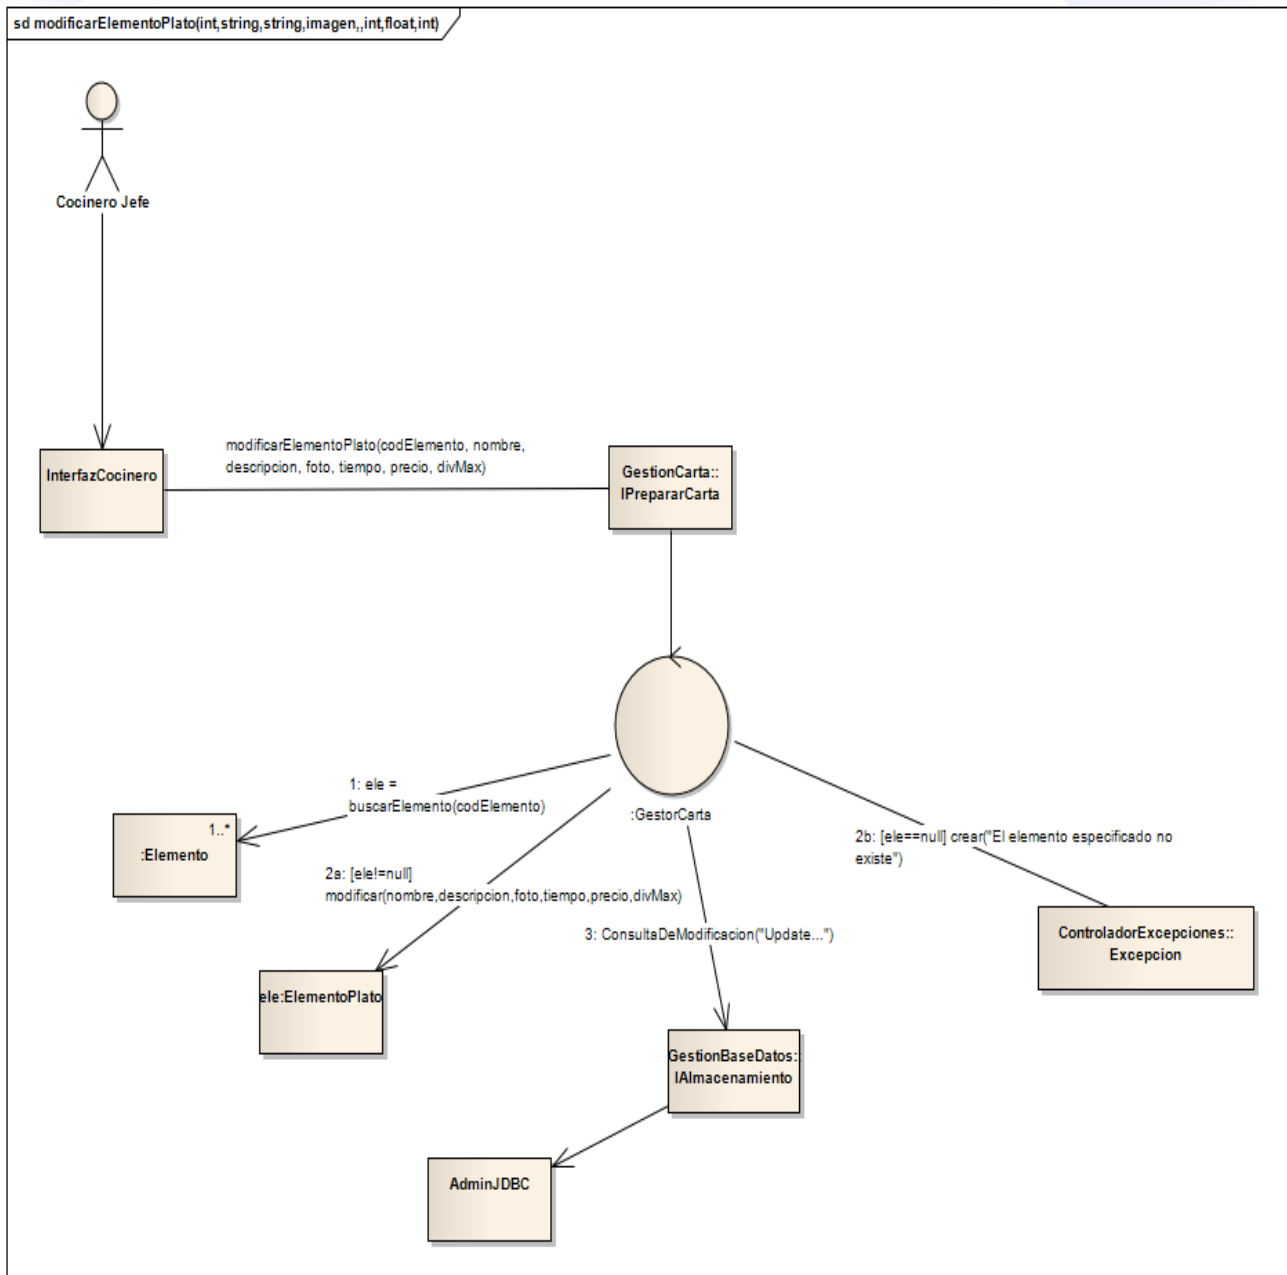 sd modificarElementoPlato(int,string,string,imagen,,int,float,int)
Cocinero Jefe
modificarElementoPlato(codElemento, nombre,
descripcion, foto, tiempo, precio, divMax)
InterfazCocinero
GestionCarta::
IPrepararCarta
1: ele =
buscarElemento(codElemento)
:GestorCarta
1..*
:Elemento
2b: [ele==null] crear("El elemento especificado no
existe")
2a: [ele!=null]
modificar(nombre,descripcion,foto,tiempo,precio,divMax)
3: ConsultaDeModificacion("Update...")
ControladorExcepciones::
Excepcion
ele:ElementoPlato
GestionBaseDatos::
IAlmacenamiento
AdminJDBC